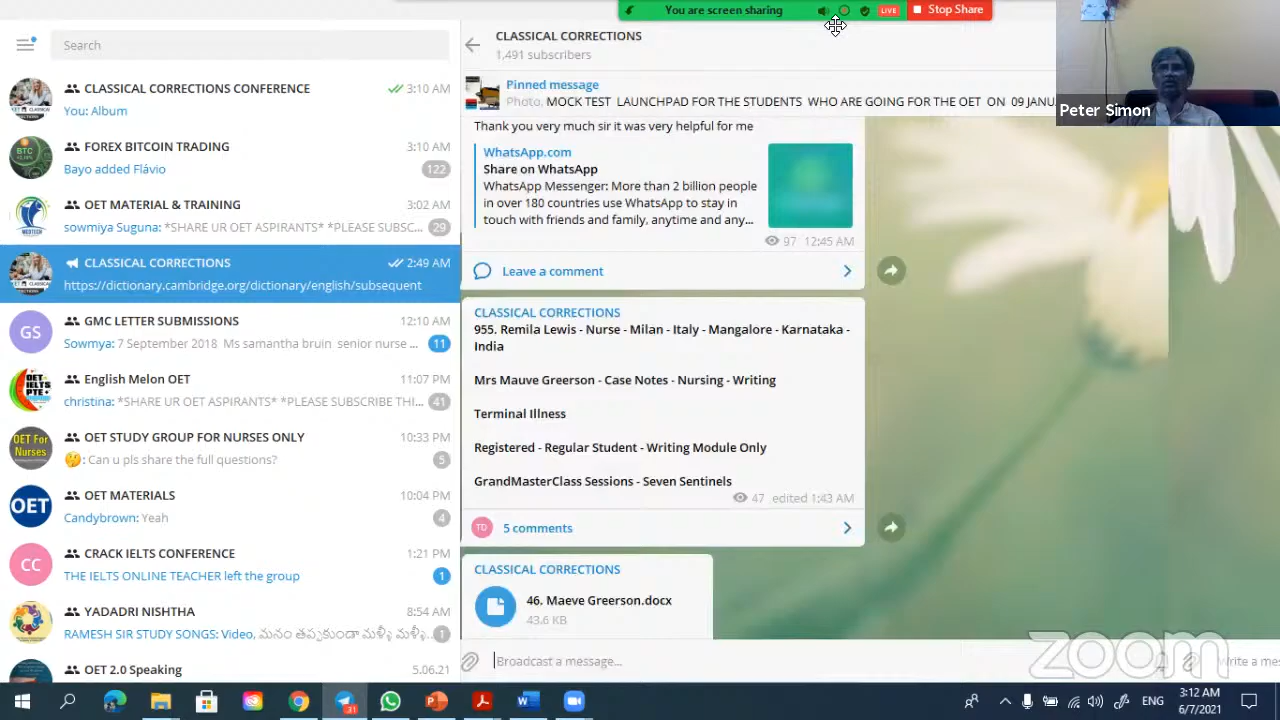 You are screen sharing
LIVE
Stop Share
Search
CLASSICAL CORRECTIONS CONFERENCE
3:10 AM
You: Album
FOREX BITCOIN TRADING
3:10 AM
Bayo added Flávio
122
OET MATERIAL & TRAINING
3:02 AM
sowmiya Suguna: *SHARE UR OET ASPIRANTS* *PLEASE SUBSC...
29
CLASSICAL CORRECTIONS
2:49 AM
https://dictionary.cambridge.org/dictionary/english/subsequent
GS
GMC LETTER SUBMISSIONS
12:10 AM
Sowmya: 7 September 2018 Ms samantha bruin senior nurse ...
11
English Melon OET
11:07 PM
christina: *SHARE UR OET ASPIRANTS* *PLEASE SUBSCRIBE THI...
41
OET For
Nurses
OET STUDY GROUP FOR NURSES ONLY
10:33 PM
: Can u pls share the full questions?
5
OET
OET MATERIALS
10:04 PM
Candybrown: Yeah
4
CC
CRACK IELTS CONFERENCE
1:21 PM
THE IELTS ONLINE TEACHER left the group
1
YADADRI NISHTHA
8:54 AM
RAMESH SIR STUDY SONGS: Video, మనం తప్పకుండా మళ్ళీ మళ్ళీ..
1
OET 2.0 Speaking
5.06.21
CLASSICAL CORRECTIONS
1,491 subscribers
Pinned message
Photo, MOCK TEST LAUNCHPAD FOR THE STUDENTS WHO ARE GOING FOR THE OET ON 09 JANU
Peter Simon
Thank you very much sir it was very helpful for me
WhatsApp.com
Share on WhatsApp
WhatsApp Messenger: More than 2 billion people
in over 180 countries use WhatsApp to stay in
touch with friends and family, anytime and any...
97 12:45 AM
Leave a comment
CLASSICAL CORRECTIONS
955. Remila Lewis - Nurse - Milan - Italy - Mangalore - Karnataka -
India
Mrs Mauve Greerson - Case Notes - Nursing - Writing
Terminal Illness
Registered - Regular Student - Writing Module Only
GrandMasterClass Sessions - Seven Sentinels
47 edited 1:43 AM
TD
5 comments
CLASSICAL CORRECTIONS
46. Maeve Greerson.docx
43.6 KB
Broadcast a message...
zoom
31
ENG
3:12 AM
6/7/2021